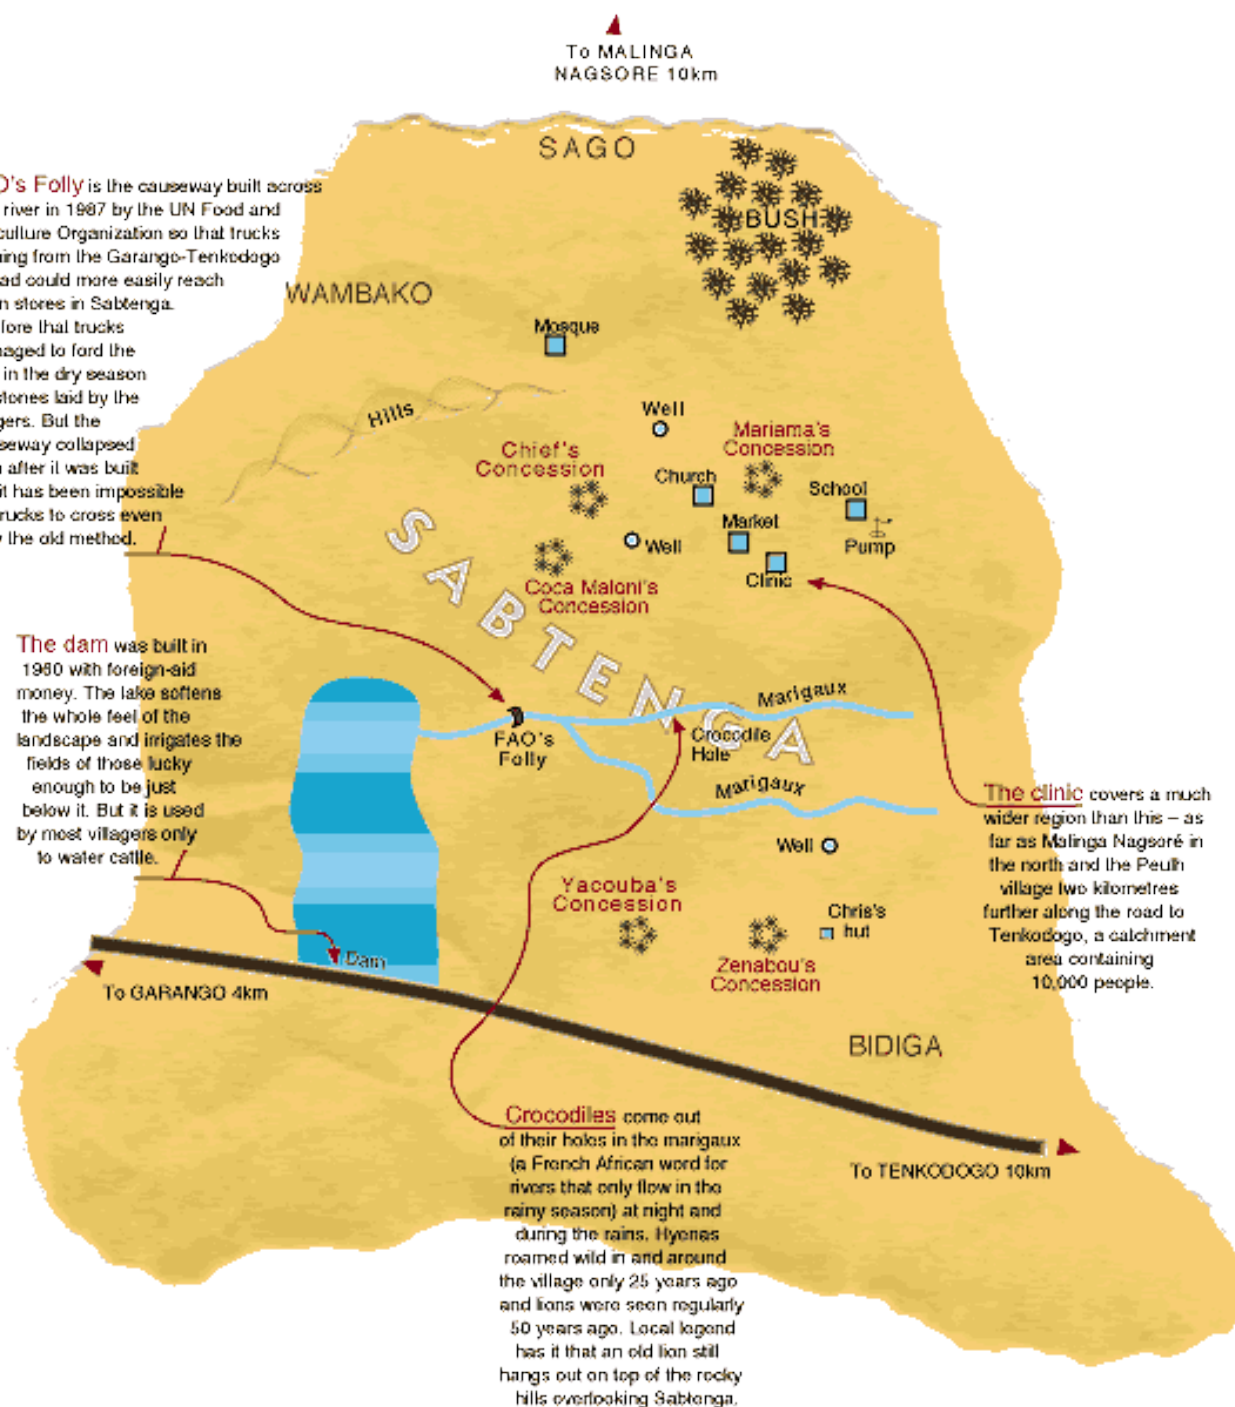 To MALINGA
NAGSORE 10km
SAGO
BUSH
O's Folly is the causeway built across
river in 1987 by the UN Food and
culture Organization so that trucks
ing from the Garango-Tenkodogo
ad could more easily reach
n stores in Sabtenga.
fore that trucks
naged to ford the
in the dry season
stones laid by the
gers. But the
seway collapsed
after it was built
it has been impossible
rucks to cross even
the old method.
WAMBAKO
Mosque
Hills
Well
Mariama's
Concession
Chief's
Concession
Church
School
Market
Well
Pump
Clinic
Coca Maloni's
Concession
SABTENGA
The dam was built in
1960 with foreign-aid
money. The lake softens
the whole feel of the
landscape and irrigates the
fields of those lucky
enough to be just
below it. But it is used
by most villagers only
to water cattle.
Marigaux
FAO's
Folly
Crocodile
Hole
Marigaux
The clinic covers a much
wider region than this – as
far as Malinga Nagsoré in
the north and the Peulh
village two kilometres
further along the road to
Tenkodogo, a catchment
area containing
10,000 people.
Well
Yacouba's
Concession
Chris's
hut
Zenabou's
Concession
Dam
To GARANGO 4km
BIDIGA
To TENKODOGO 10km
Crocodiles come out
of their holes in the marigaux
(a French African word for
rivers that only flow in the
rainy season) at night and
during the rains. Hyenas
roamed wild in and around
the village only 25 years ago
and lions were seen regularly
50 years ago. Local legend
has it that an old lion still
hangs out on top of the rocky
hills overlooking Sabtenga.